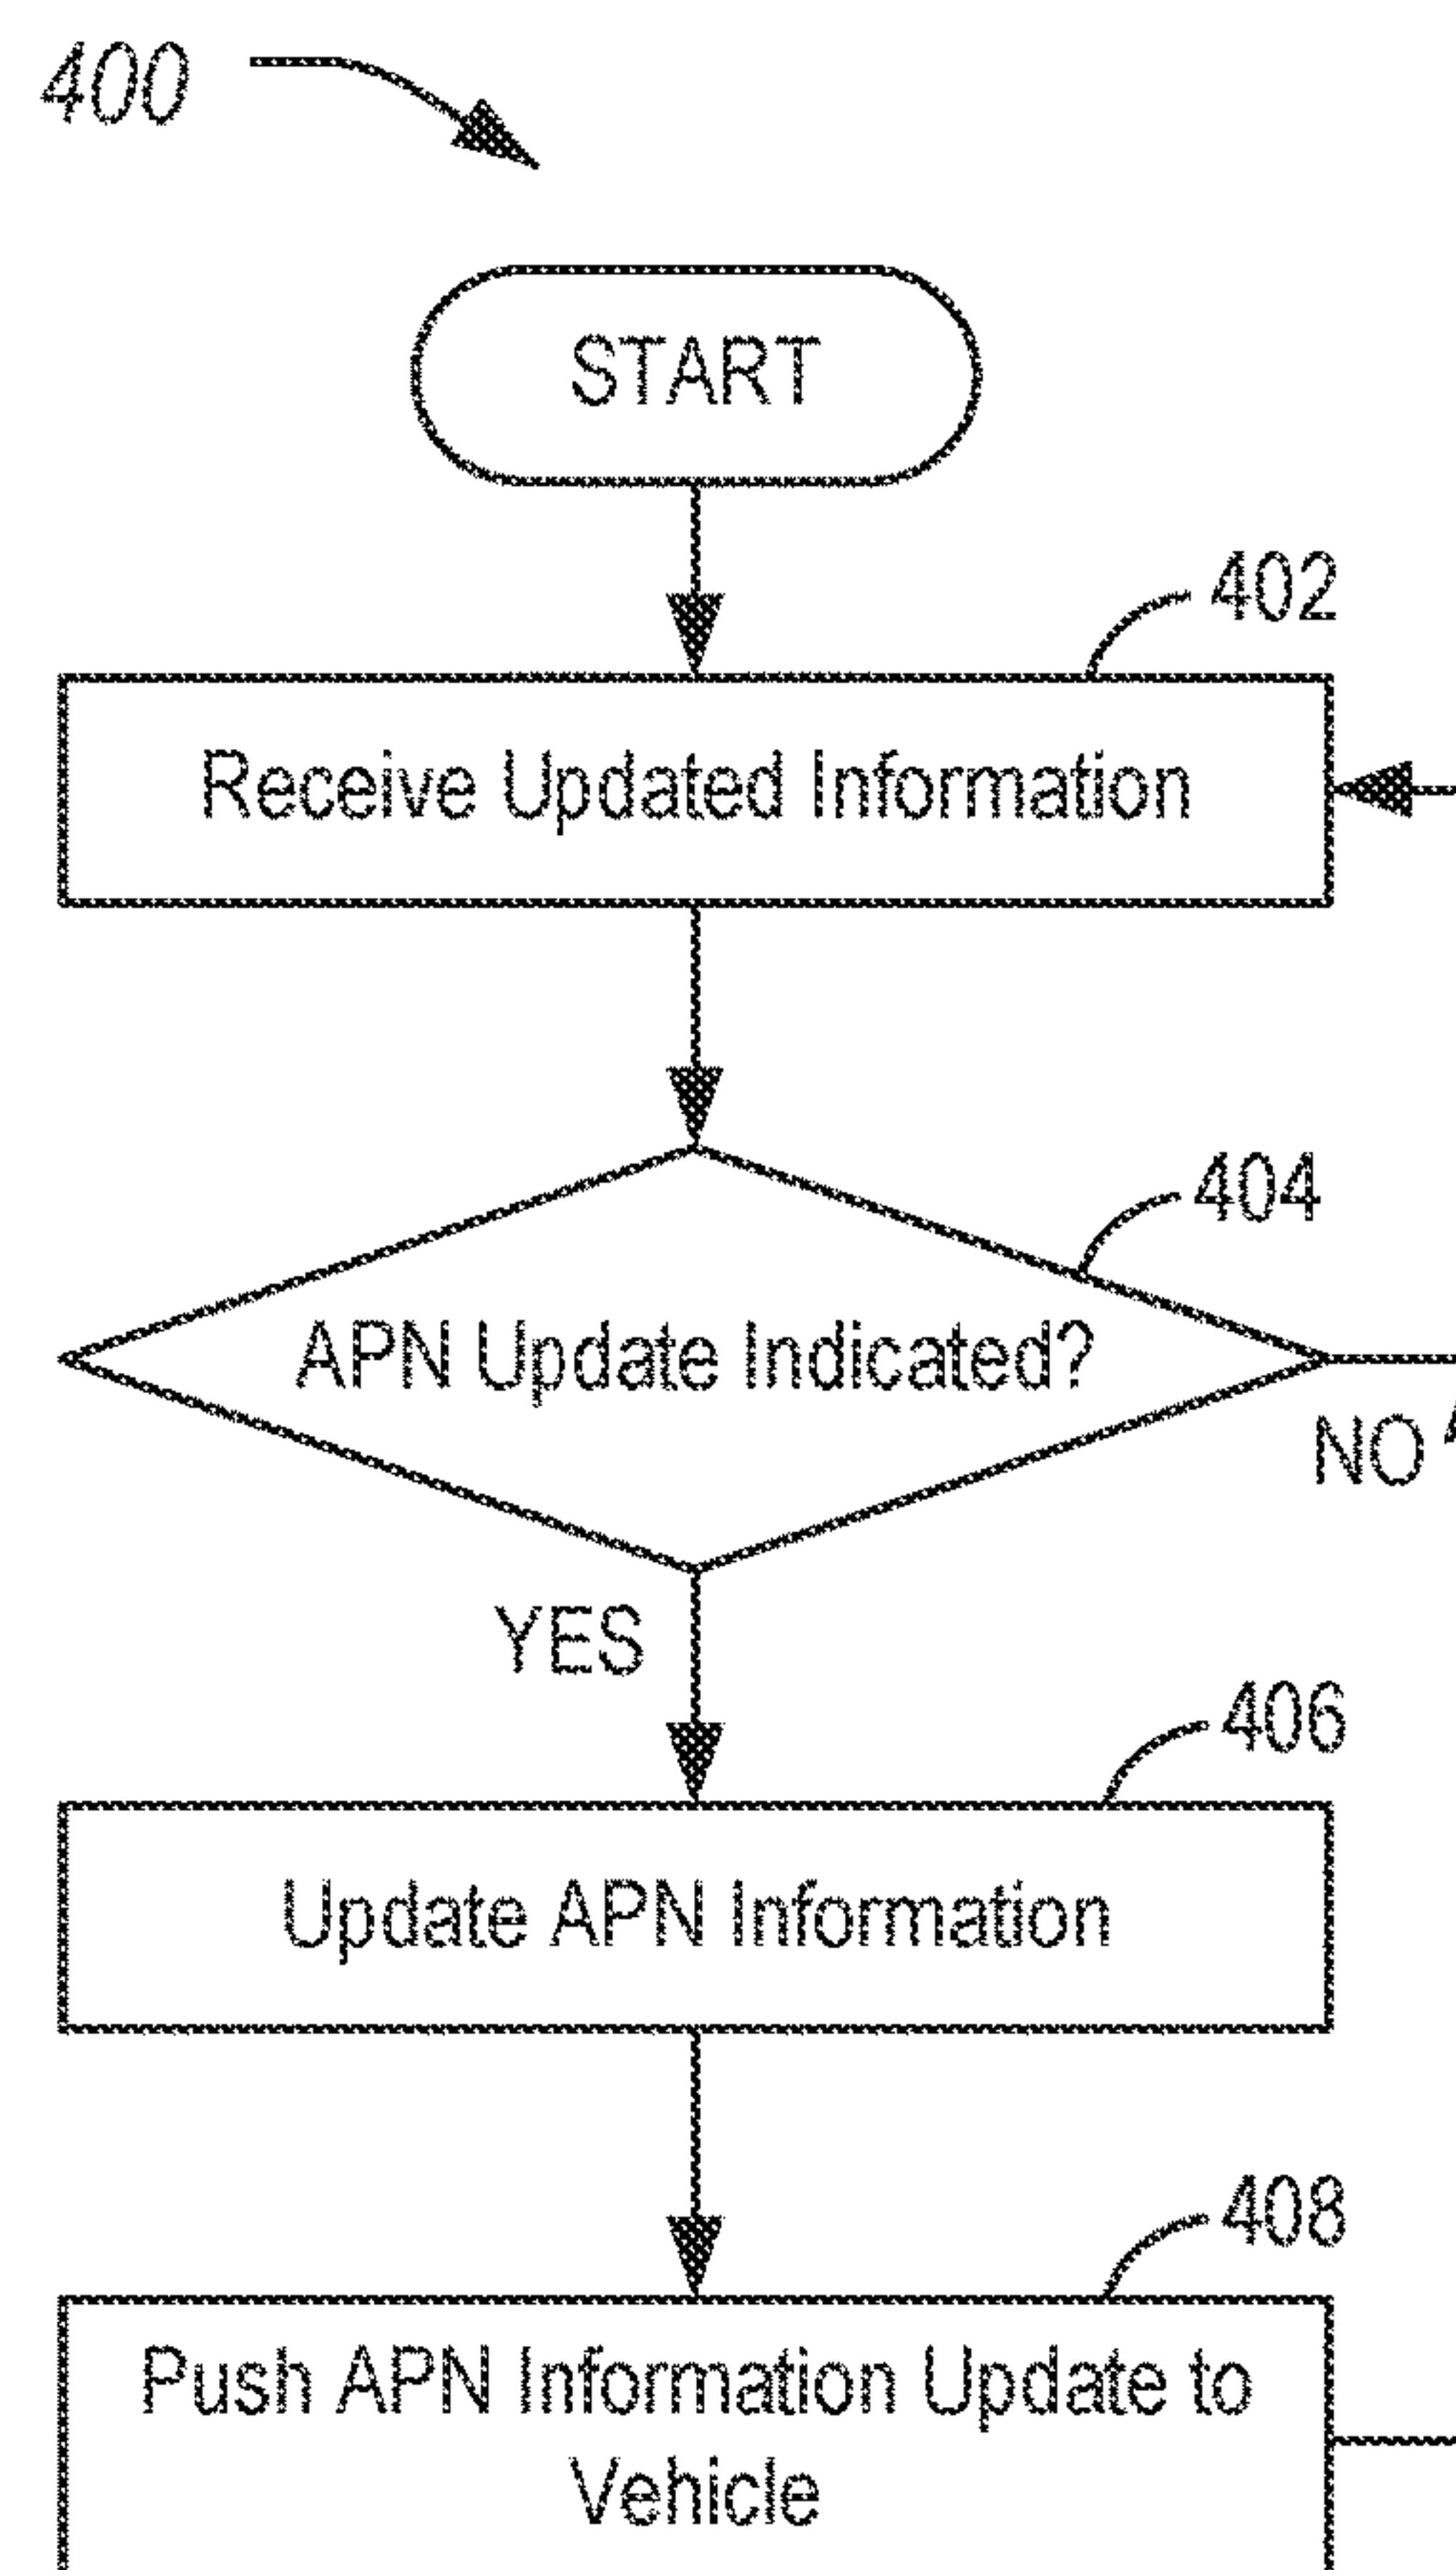 400
START
402
Receive Updated Information
404
APN Update Indicated?
NO
YES
406
Update APN Information
408
Push APN Information Update to
Vehicle